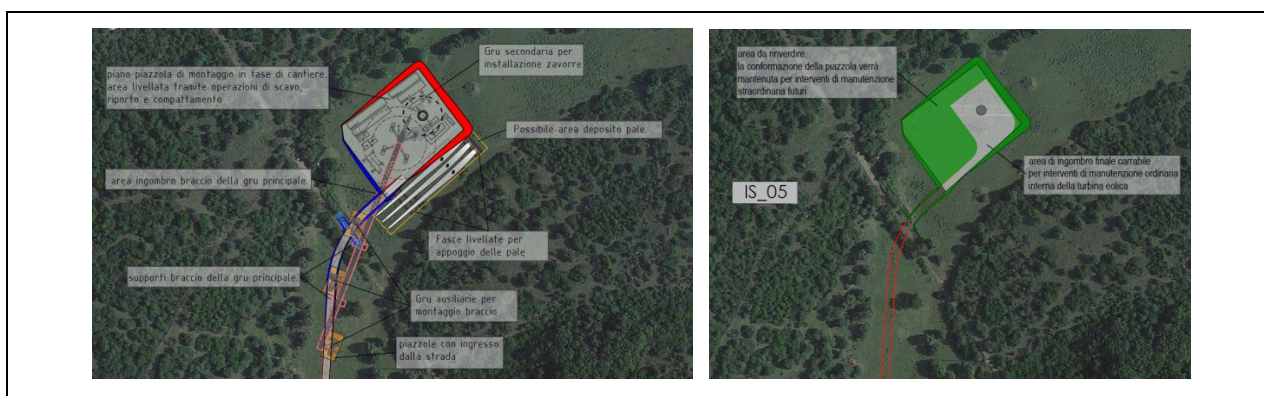 Gru secondaria per
installazione zavorre
piano piazzola di montaggio in fase di cantiere,
area livellata tramite operazioni di scavo,
riporto e compattamento
Possibile area deposito pale
area ingombro braccio della gru principale.
Fasce livellate per
appoggio delle pale
supporti braccio della gru principale.
Gru ausiliarie per
montaggio braccio
piazzole con ingresso
dalla strada
area da rinverdire.
la conformazione della piazzola verrà
mantenuta per interventi di manutenzione
straordinaria futuri
area di ingombro finale carrabile
per interventi di manutenzione ordinaria
interna della turbina eolica
IS_05